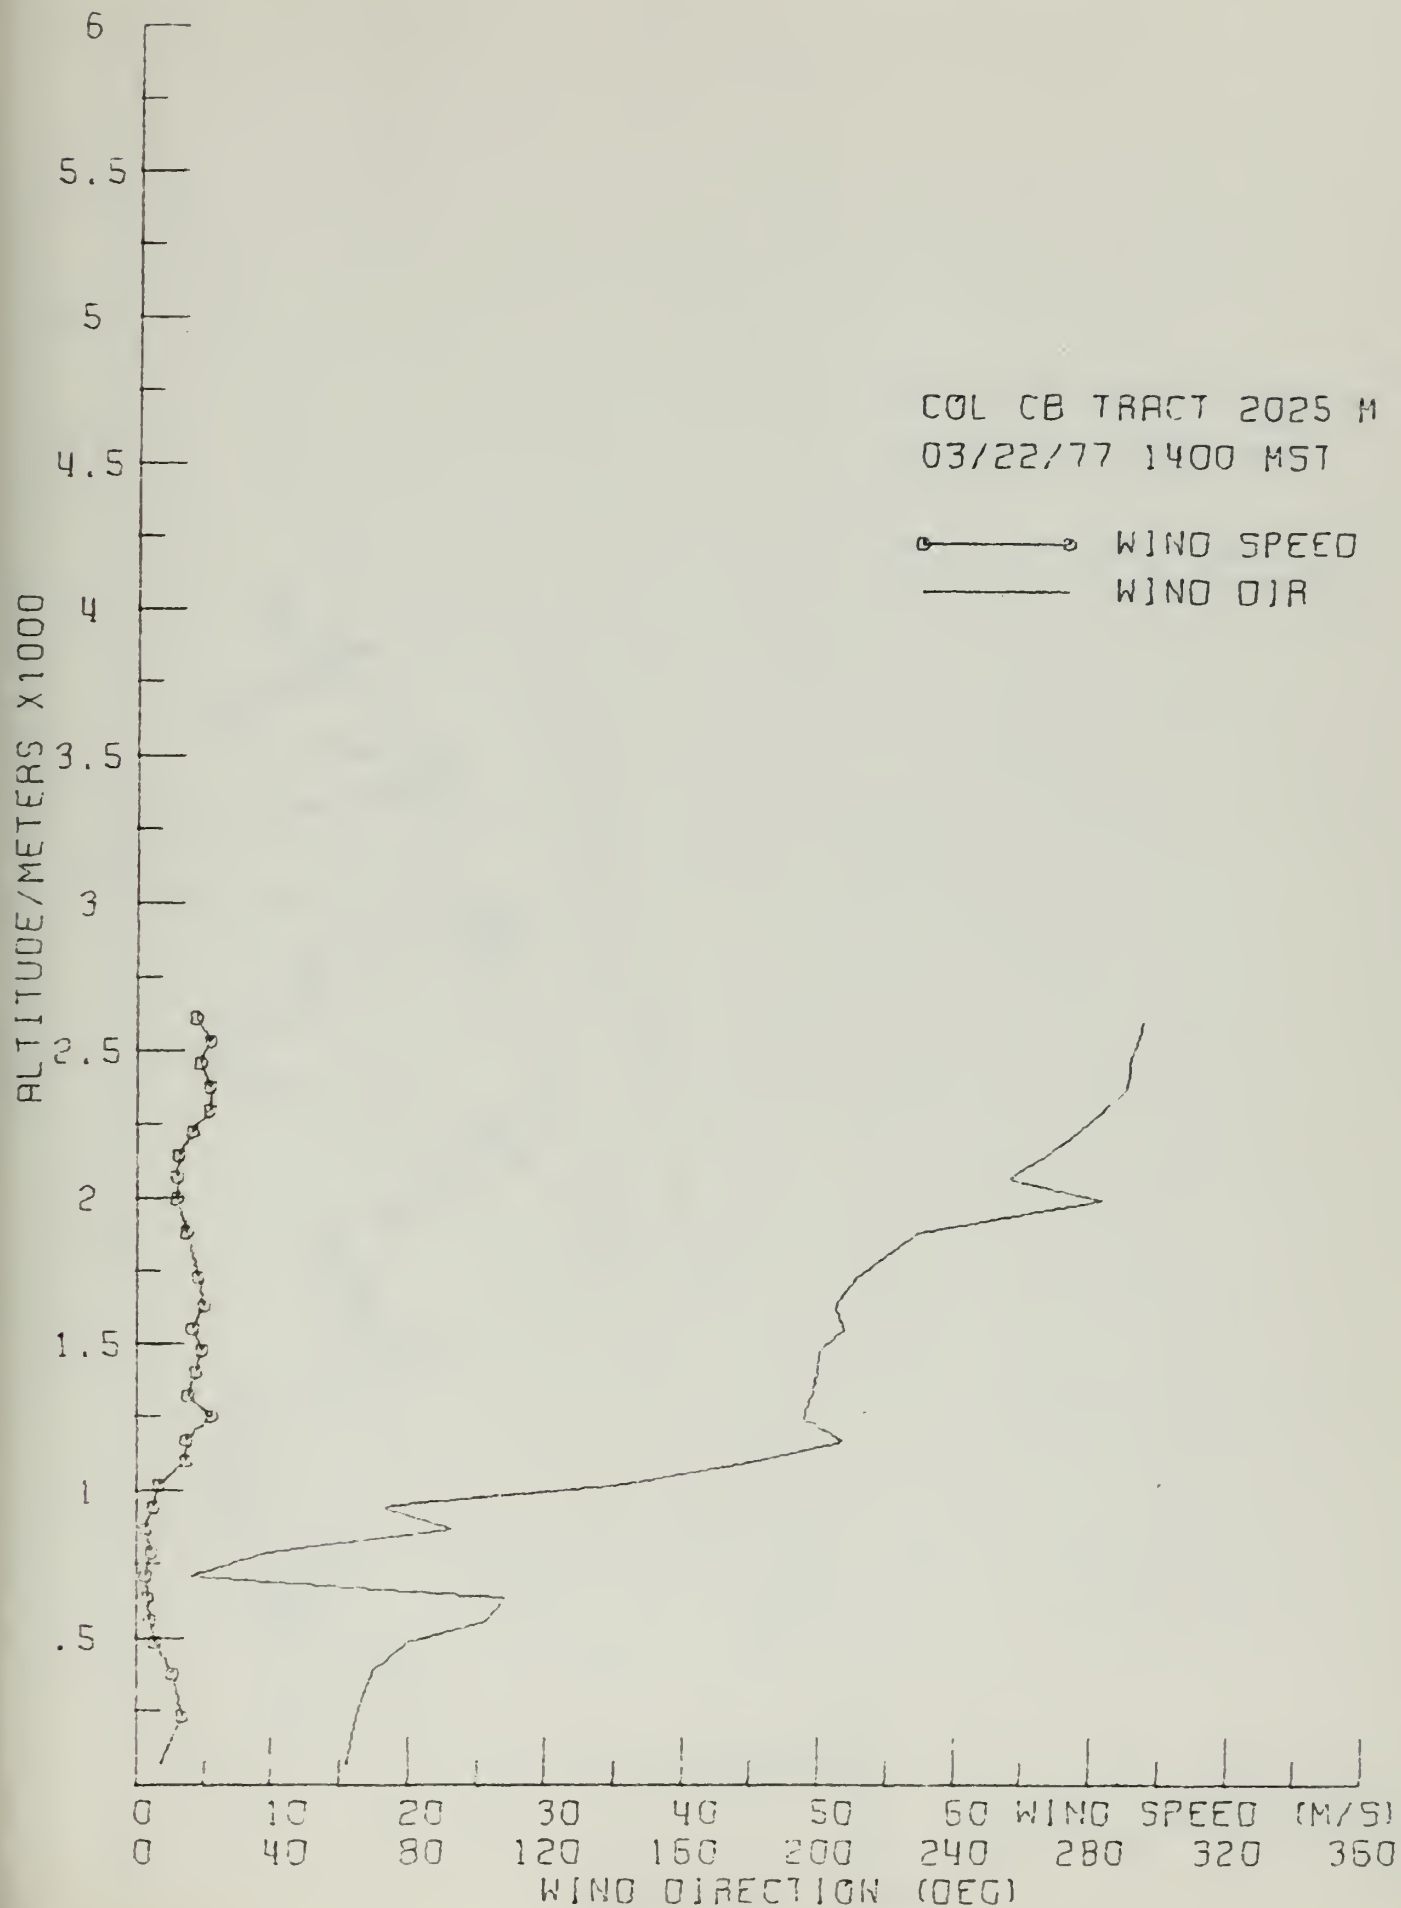 6
5.5
5
COL CB TRACT 2025 M
03/22/77 1400 MST
4.5
WIND SPEED
WIND DIR
4
ALTITUDE/METERS X1000
3.5
3
2.5
2
1.5
1
.5
0 10 20 30 40 50 60 WIND SPEED (M/S)
0 40 80 120 160 200 240 280 320 360
WIND DIRECTION (DEG)